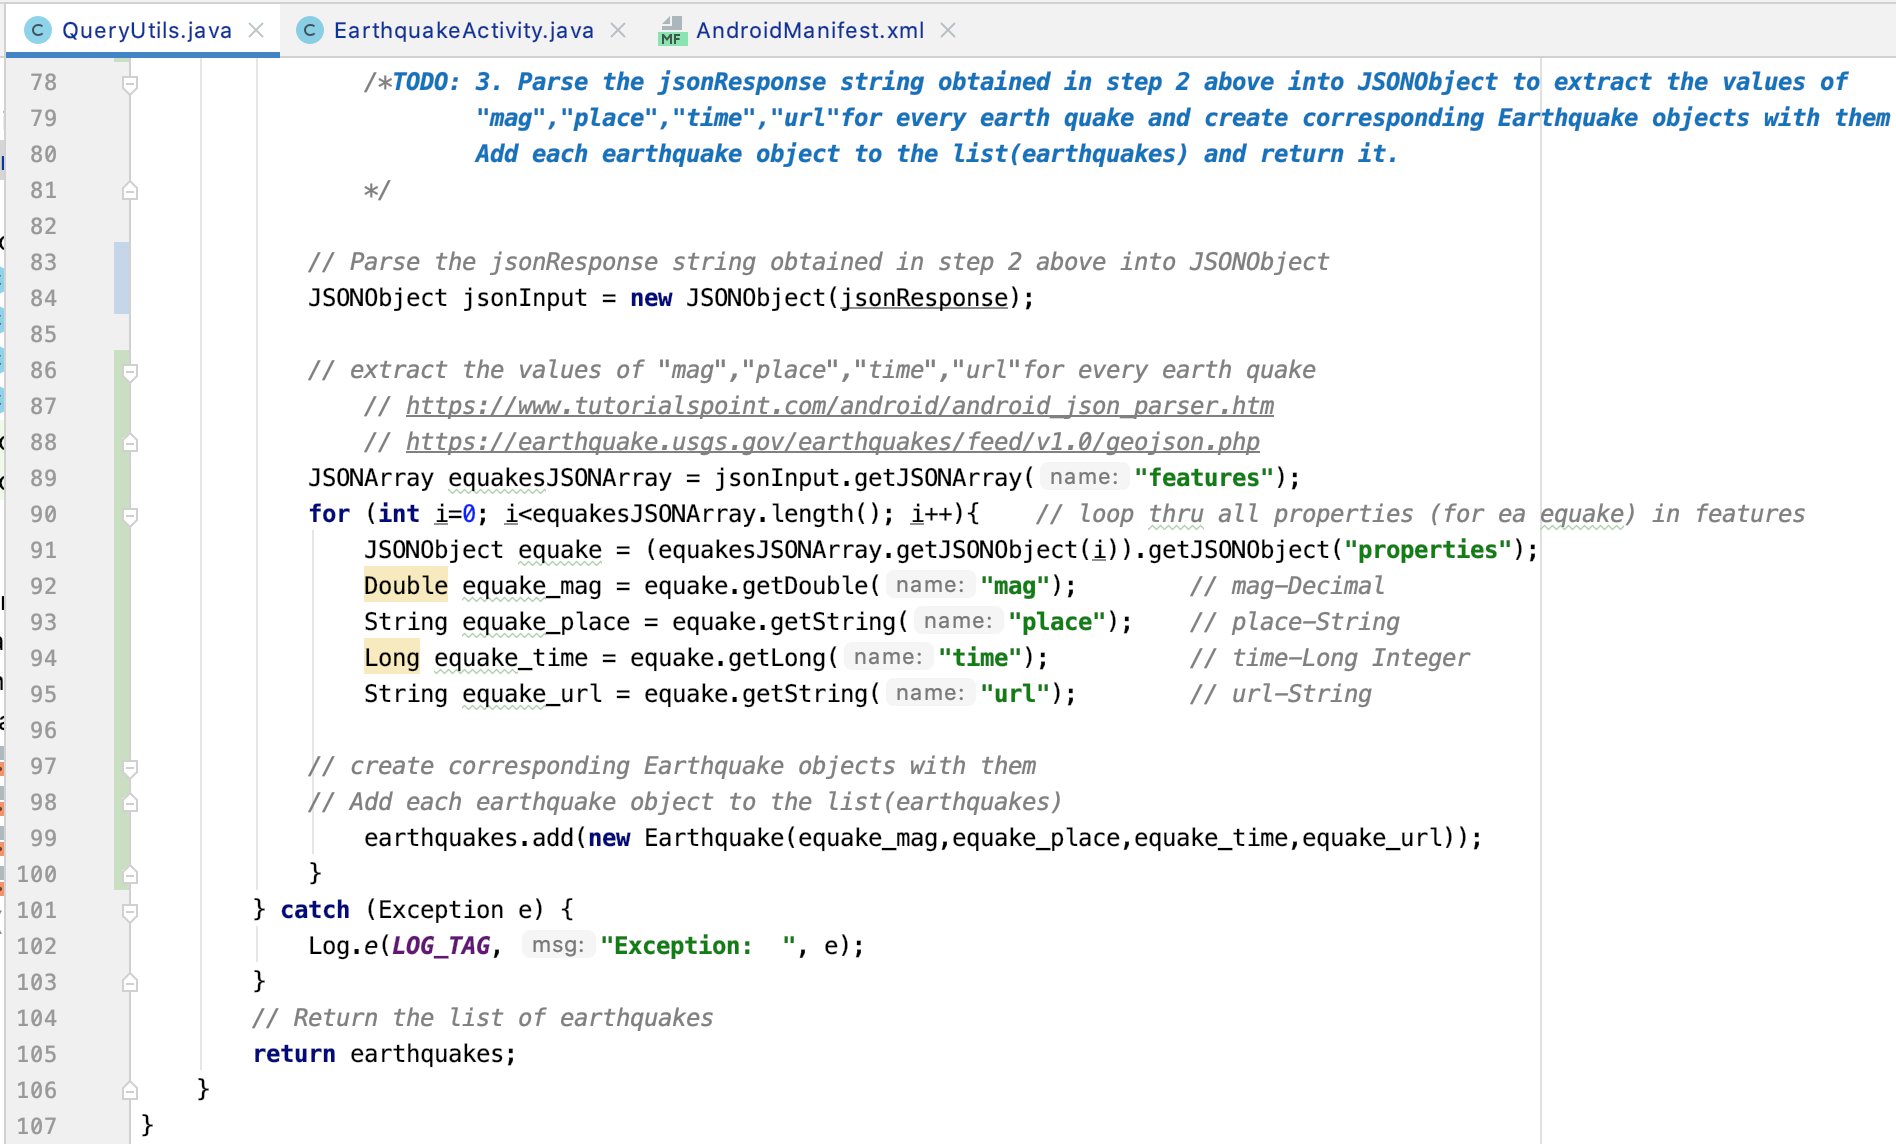 QueryUtils.java EarthquakeActivity.java MF AndroidManifest.xml
78 /*TODO: 3. Parse the jsonResponse string obtained in step 2 above into JSONObject to extract the values of
79 "mag","place","time","url"for every earth quake and create corresponding Earthquake objects with them
80 Add each earthquake object to the list(earthquakes) and return it.
81 */
82
83 // Parse the jsonResponse string obtained in step 2 above into JSONObject
84 JSONObject jsonInput = new JSONObject(jsonResponse);
85
86 // extract the values of "mag","place","time","url"for every earth quake
87 // https://www.tutorialspoint.com/android/android_json_parser.htm
88 // https://earthquake.usgs.gov/earthquakes/feed/v1.0/geojson.php
89 JSONArray equakesJSONArray = jsonInput.getJSONArray( name: "features");
90 for (int i=0; i<equakesJSONArray.length(); i++){ // loop thru all properties (for ea equake) in features
91 JSONObject equake = (equakesJSONArray.getJSONObject(i)).getJSONObject("properties");
92 Double equake_mag = equake.getDouble( name: "mag"); // mag-Decimal
93 String equake_place = equake.getString( name: "place"); // place-String
94 Long equake_time = equake.getLong( name: "time"); // time-Long Integer
95 String equake_url = equake.getString( name: "url"); // url-String
96
97 // create corresponding Earthquake objects with them
98 // Add each earthquake object to the list(earthquakes)
99 earthquakes.add(new Earthquake(equake_mag,equake_place,equake_time,equake_url));
100 }
101 } catch (Exception e) {
102 Log.e(LOG_TAG, msg: "Exception:  ", e);
103 }
104 // Return the list of earthquakes
105 return earthquakes;
106 }
107 }